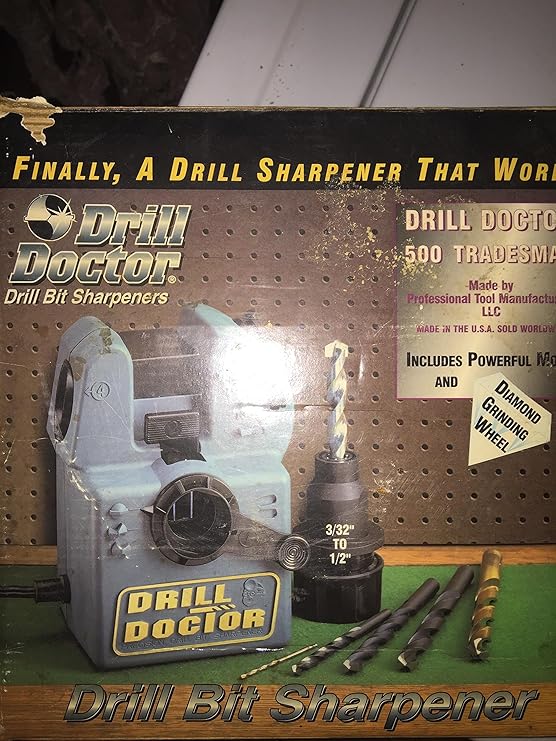 FINALLY, A DRILL SHARPENER THAT WOR
Drill
Doctor®
Drill Bit Sharpeners
DRILL DOCTO
500 TRADESMA
Made by
Professional Tool Manufactu
LLC
MADE IN THE U.S.A. SOLD WORLDW
INCLUDES POWERFUL MO
AND
DIAMOND
GRINDING
WHEEL
3/32"
TO
1/2"
DRILL
DOCTOR
Drill Bit Sharpener